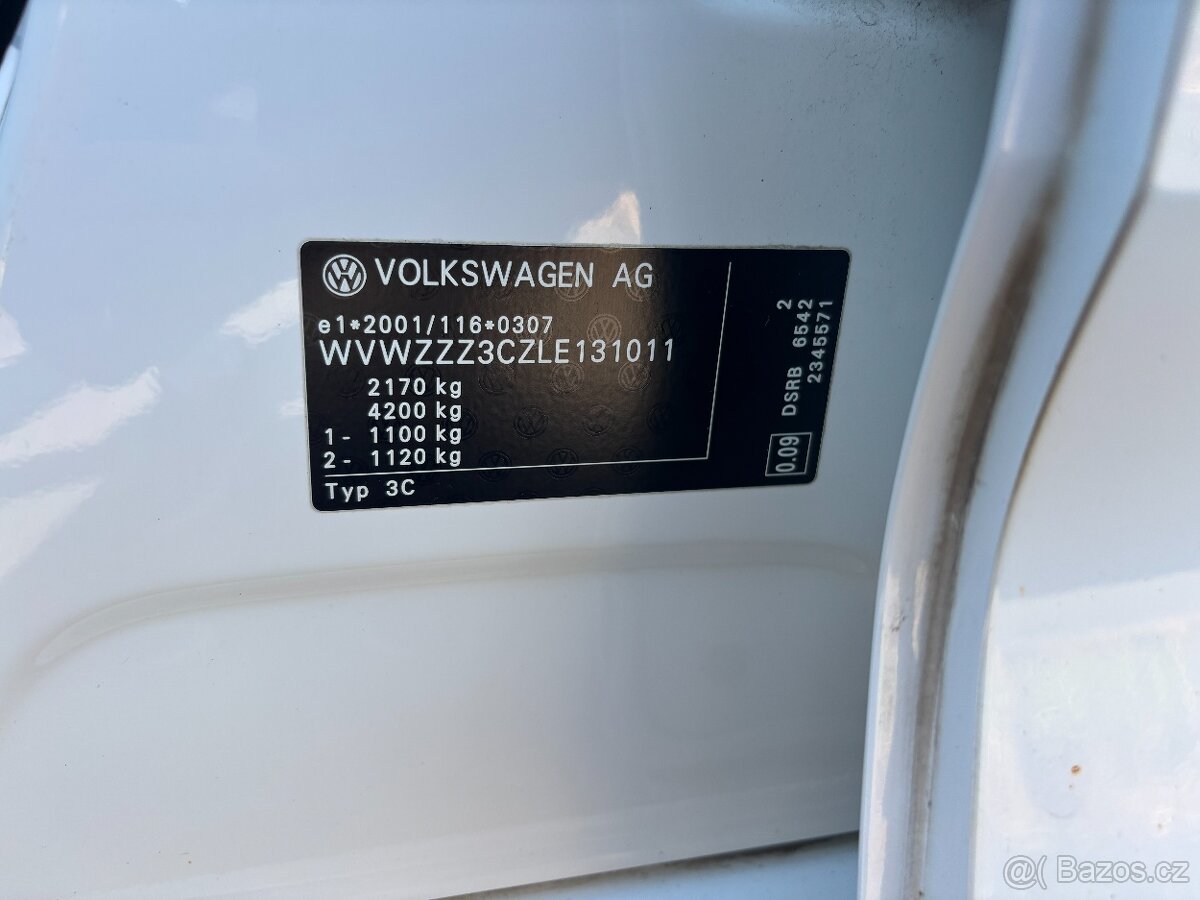 VOLKSWAGEN AG
e1*2001/116*0307
WVWZZZ3CZLE131011
2170 kg
4200 kg
1- 1100 kg
2- 1120 kg
Typ 3C
0.09
DSRB 6542 2
2345571
@( Bazos.cz